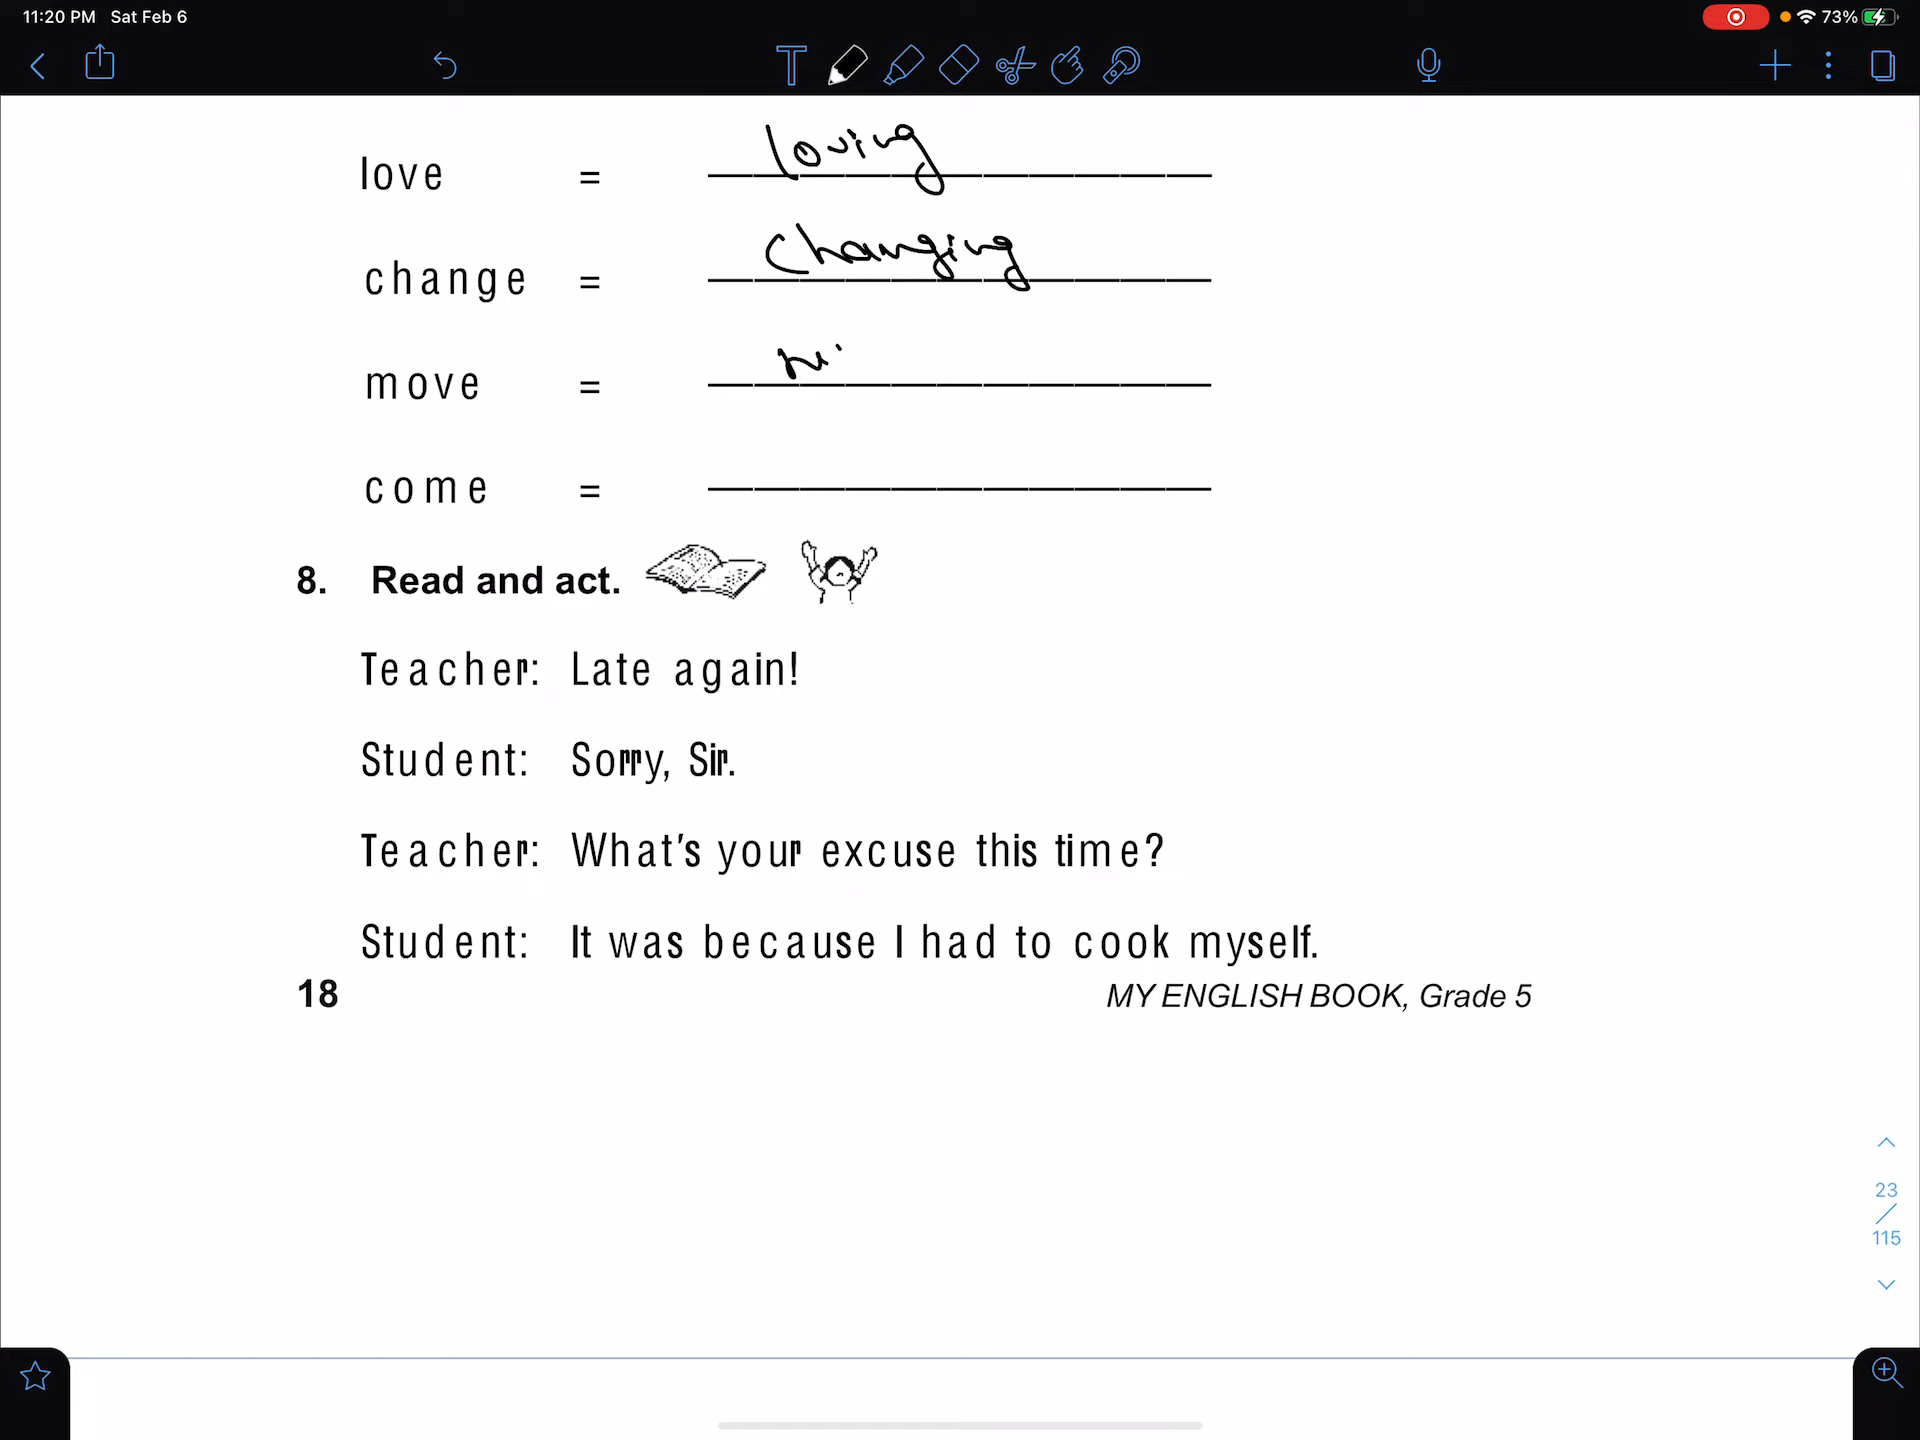 11:20 PM Sat Feb 6 73%
love = loving
change = changing
move =
come =
8. Read and act.
Teacher: Late again!
Student: Sorry, Sir.
Teacher: What's your excuse this time?
Student: It was because I had to cook myself.
18 MY ENGLISH BOOK, Grade 5
23
/
115